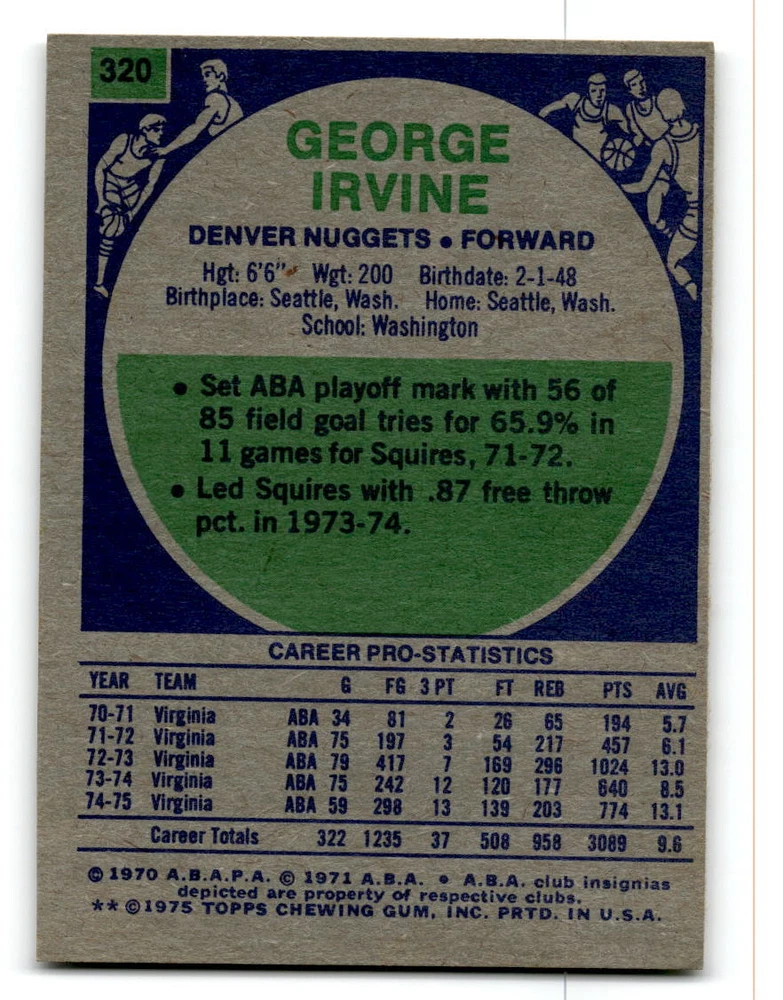 320
GEORGE
IRVINE
DENVER NUGGETS • FORWARD
Hgt: 6'6" Wgt: 200 Birthdate: 2-1-48
Birthplace: Seattle, Wash. Home: Seattle, Wash.
School: Washington
• Set ABA playoff mark with 56 of
85 field goal tries for 65.9% in
11 games for Squires, 71-72.
• Led Squires with .87 free throw
pct. in 1973-74.
CAREER PRO-STATISTICS
YEAR TEAM G FG 3 PT FT REB PTS AVG
70-71 Virginia ABA 34 81 2 26 65 194 5.7
71-72 Virginia ABA 75 197 3 54 217 457 6.1
72-73 Virginia ABA 79 417 7 169 296 1024 13.0
73-74 Virginia ABA 75 242 12 120 177 640 8.5
74-75 Virginia ABA 59 298 13 139 203 774 13.1
Career Totals 322 1235 37 508 958 3089 9.6
© 1970 A.B.A.P.A. © 1971 A.B.A. • A.B.A. club insignias
depicted are property of respective clubs.
** © 1975 TOPPS CHEWING GUM, INC. PRTD. IN U.S.A.